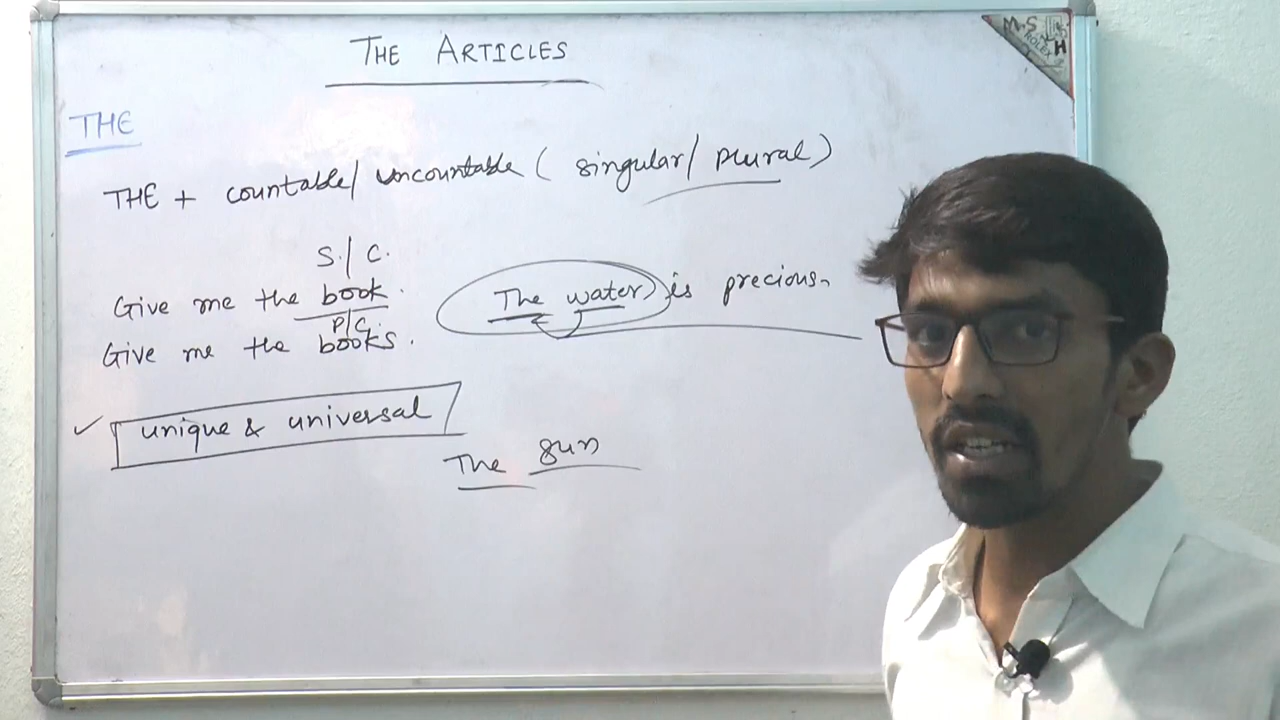 THE ARTICLES
M.S
ROLEX
H
THE
THE + countable/ uncountable ( singular/ plural)
S./ C.
Give me the book.
P/C.
Give me the books.
The water is precious.
✓ unique & universal
The sun